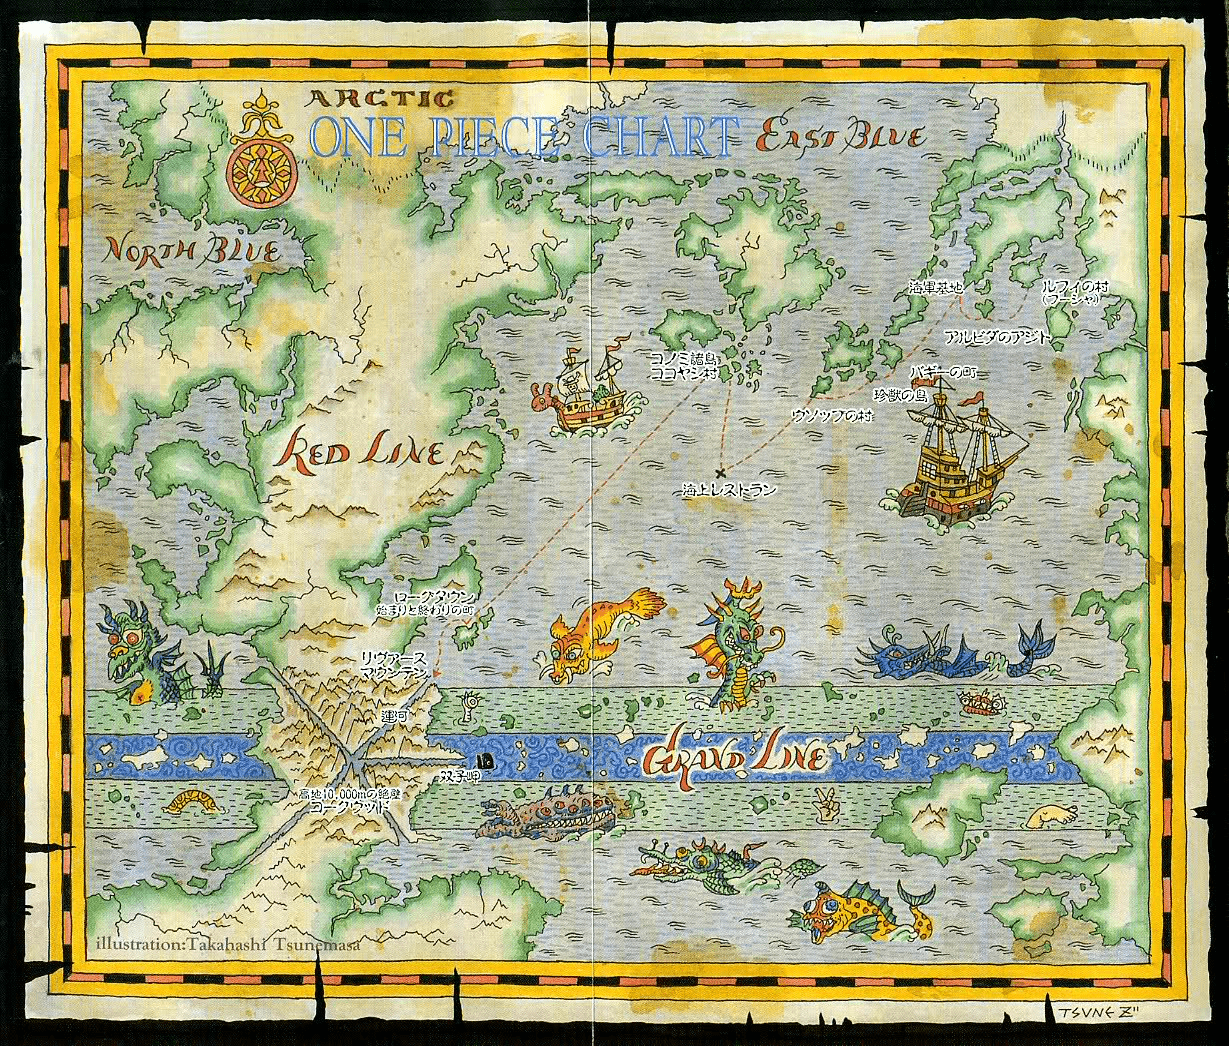 ARCTIC
ONE PIECE CHART
EAST BLUE
NORTH BLUE
海軍基地
ルフィの村
(フーシャ)
アルビダのアジト
コノミ諸島
ココヤシ村
バギーの町
珍獣の島
ウソップの村
RED LINE
海上レストラン
ローグタウン
始まりと終わりの町
リヴァース
マウンテン
運河
GRAND LINE
双子岬
高地10,000mの絶壁
コークウッド
illustration:Takahashi Tsunemasa
TSUNE Z"